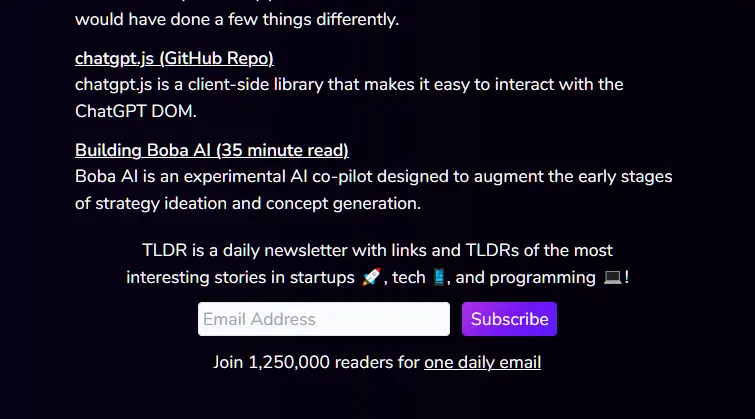 would have done a few things differently.
chatgpt.js (GitHub Repo)
chatgpt.js is a client-side library that makes it easy to interact with the
ChatGPT DOM.
Building Boba AI (35 minute read)
Boba AI is an experimental AI co-pilot designed to augment the early stages
of strategy ideation and concept generation.
TLDR is a daily newsletter with links and TLDRs of the most
interesting stories in startups 🚀, tech 📱, and programming 💻!
Email Address
Subscribe
Join 1,250,000 readers for one daily email